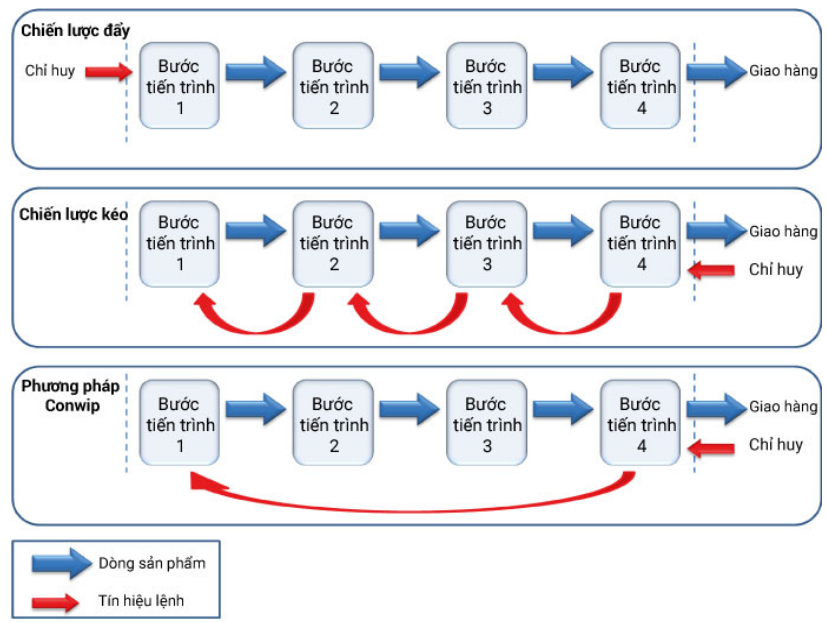 Chiến lược đẩy
Chỉ huy
Bước
tiến trình
1
Bước
tiến trình
2
Bước
tiến trình
3
Bước
tiến trình
4
Giao hàng
Chiến lược kéo
Bước
tiến trình
1
Bước
tiến trình
2
Bước
tiến trình
3
Bước
tiến trình
4
Giao hàng
Chỉ huy
Phương pháp
Conwip
Bước
tiến trình
1
Bước
tiến trình
2
Bước
tiến trình
3
Bước
tiến trình
4
Giao hàng
Chỉ huy
Dòng sản phẩm
Tín hiệu lệnh